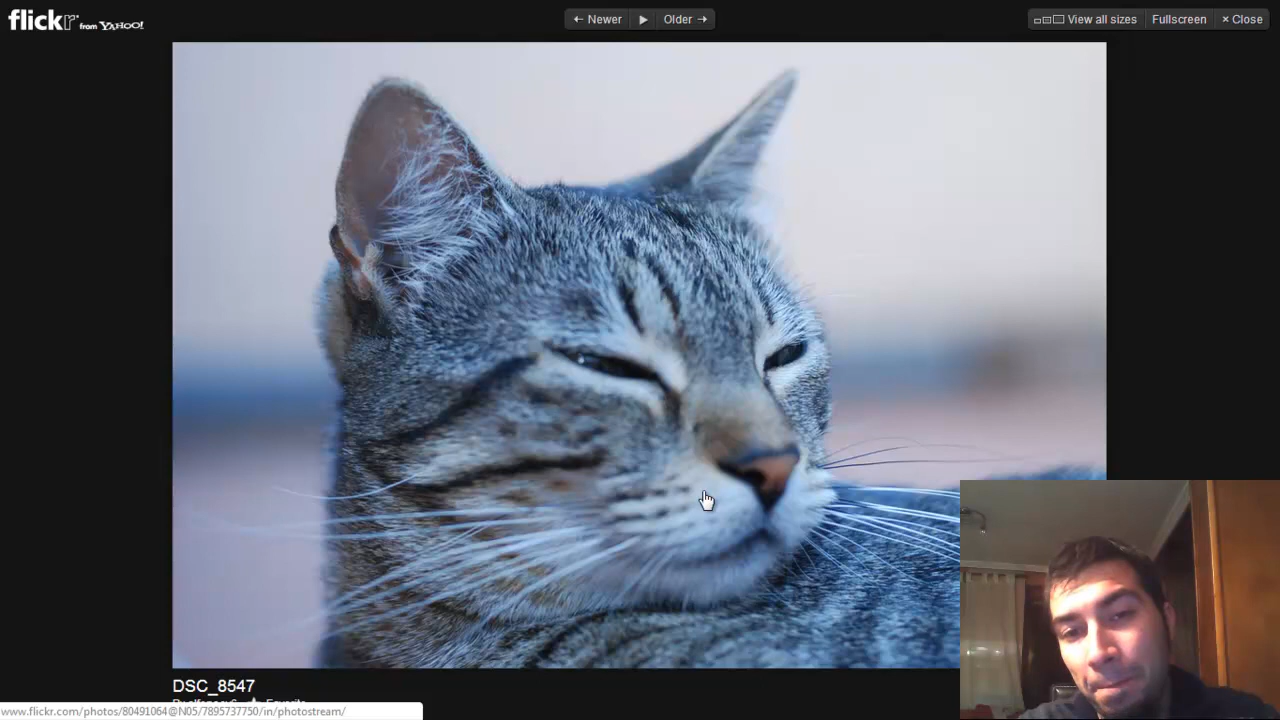 flickr from YAHOO!
← Newer
Older →
View all sizes
Fullscreen
× Close
DSC_8547
Favorite
www.flickr.com/photos/80491064@N05/7895737750/in/photostream/